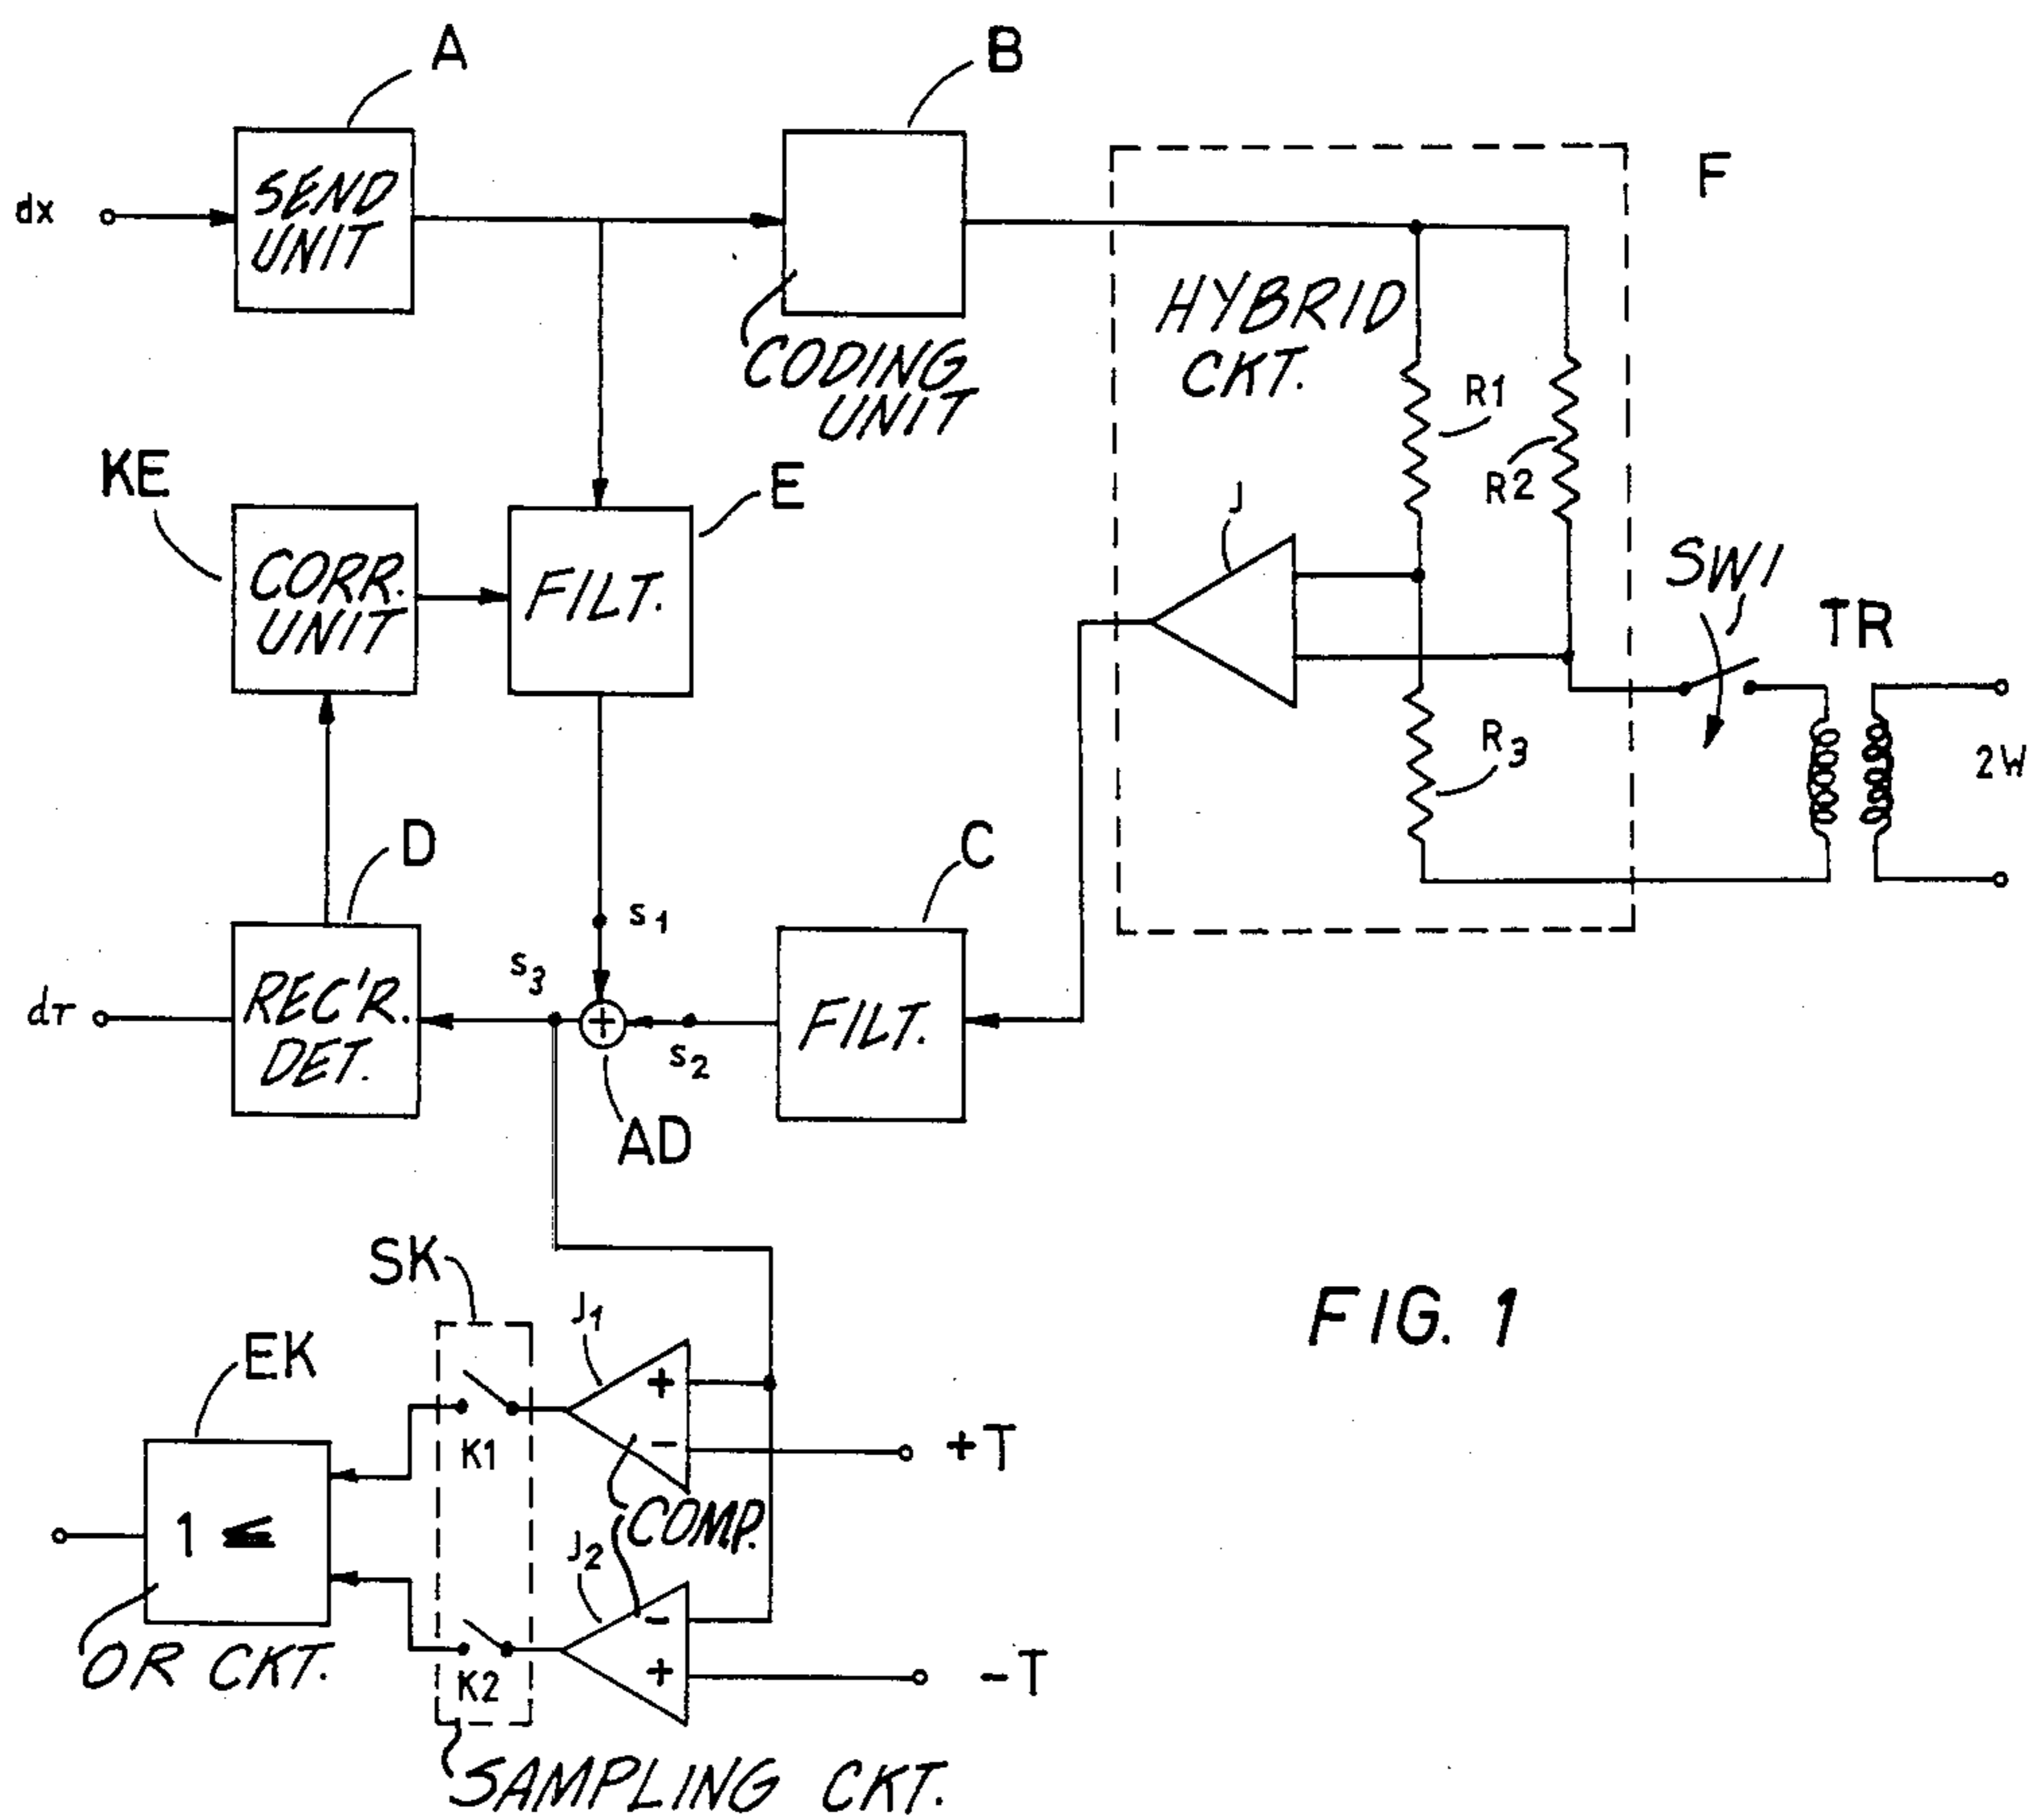 A
B
F
dx
SEND
UNIT
HYBRID
CKT.
CODING
UNIT
R1
R2
KE
E
J
CORR.
UNIT
FILT.
SW1
TR
R3
2W
D
C
s1
s3
dr
REC'R.
DET.
+
s2
FILT.
AD
SK
J1
FIG. 1
EK
+
-
K1
+T
COMP.
1 ≤
J2
-
+
-T
OR CKT.
K2
SAMPLING CKT.